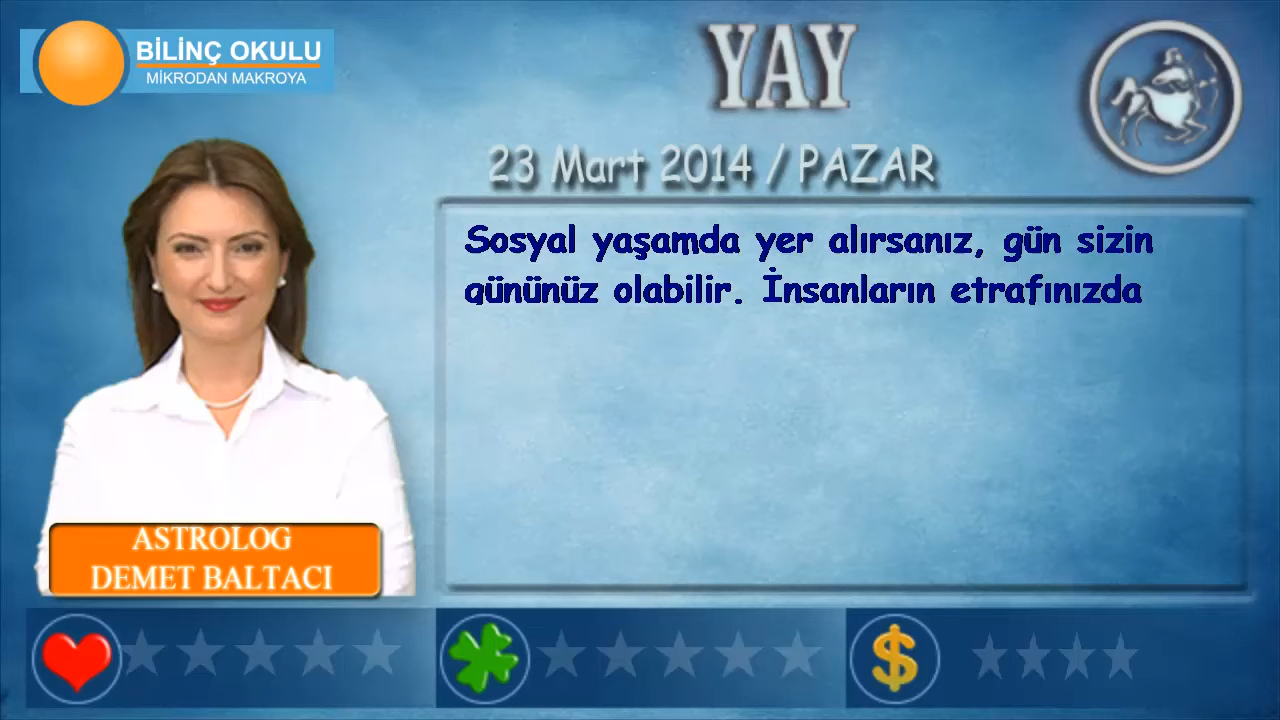 BİLİNÇ OKULU
MİKRODAN MAKROYA
YAY
23 Mart 2014 / PAZAR
Sosyal yaşamda yer alırsanız, gün sizin
gününüz olabilir. İnsanların etrafınızda
ASTROLOG
DEMET BALTACI
$